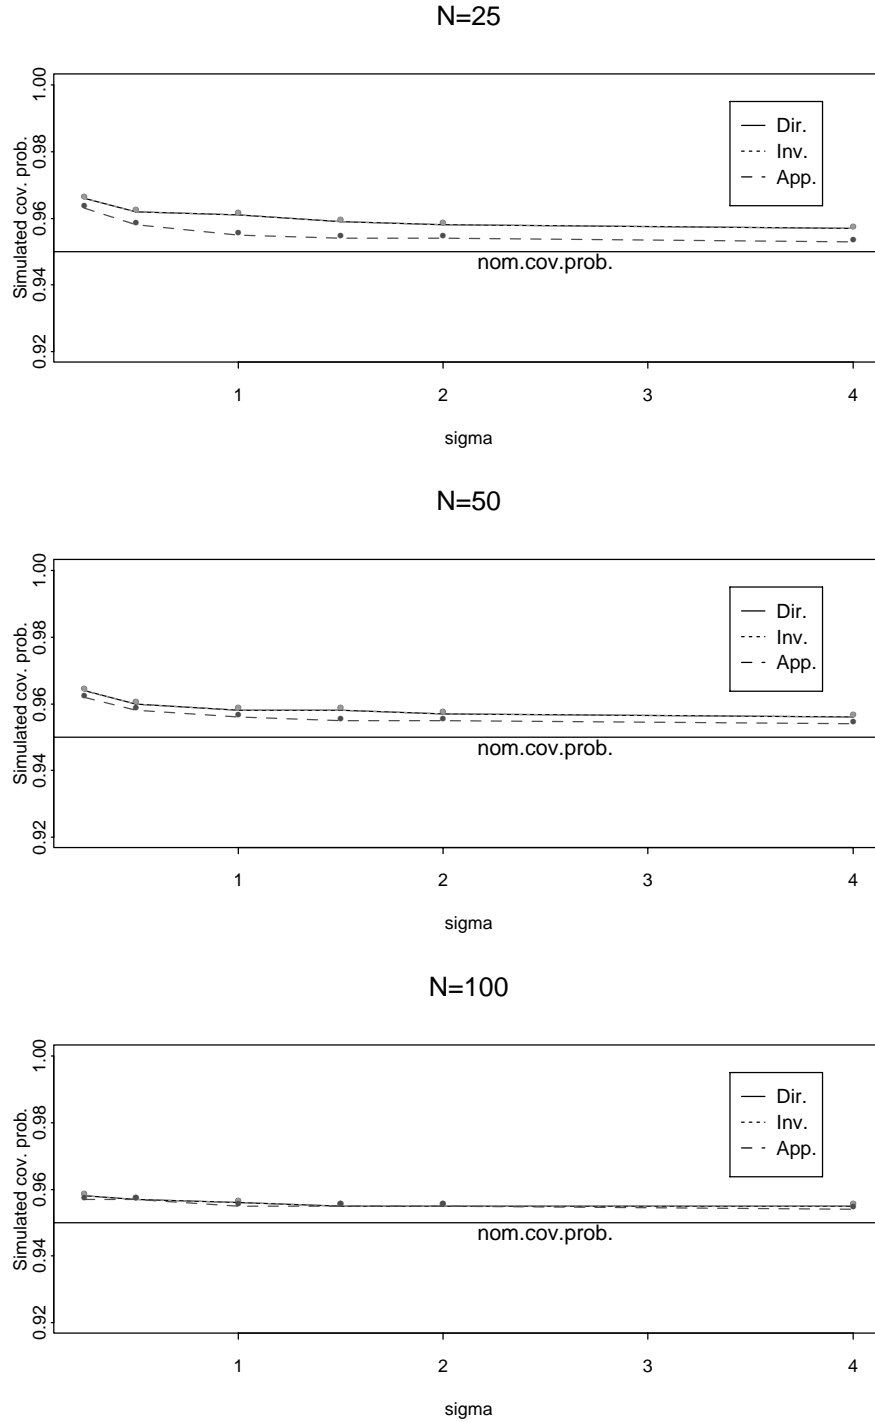 N=25
Simulated cov. prob.
1.00
0.98
0.96
0.94
0.92
Dir.
Inv.
App.
nom.cov.prob.
1 2 3 4
sigma
N=50
Simulated cov. prob.
1.00
0.98
0.96
0.94
0.92
Dir.
Inv.
App.
nom.cov.prob.
1 2 3 4
sigma
N=100
Simulated cov. prob.
1.00
0.98
0.96
0.94
0.92
Dir.
Inv.
App.
nom.cov.prob.
1 2 3 4
sigma